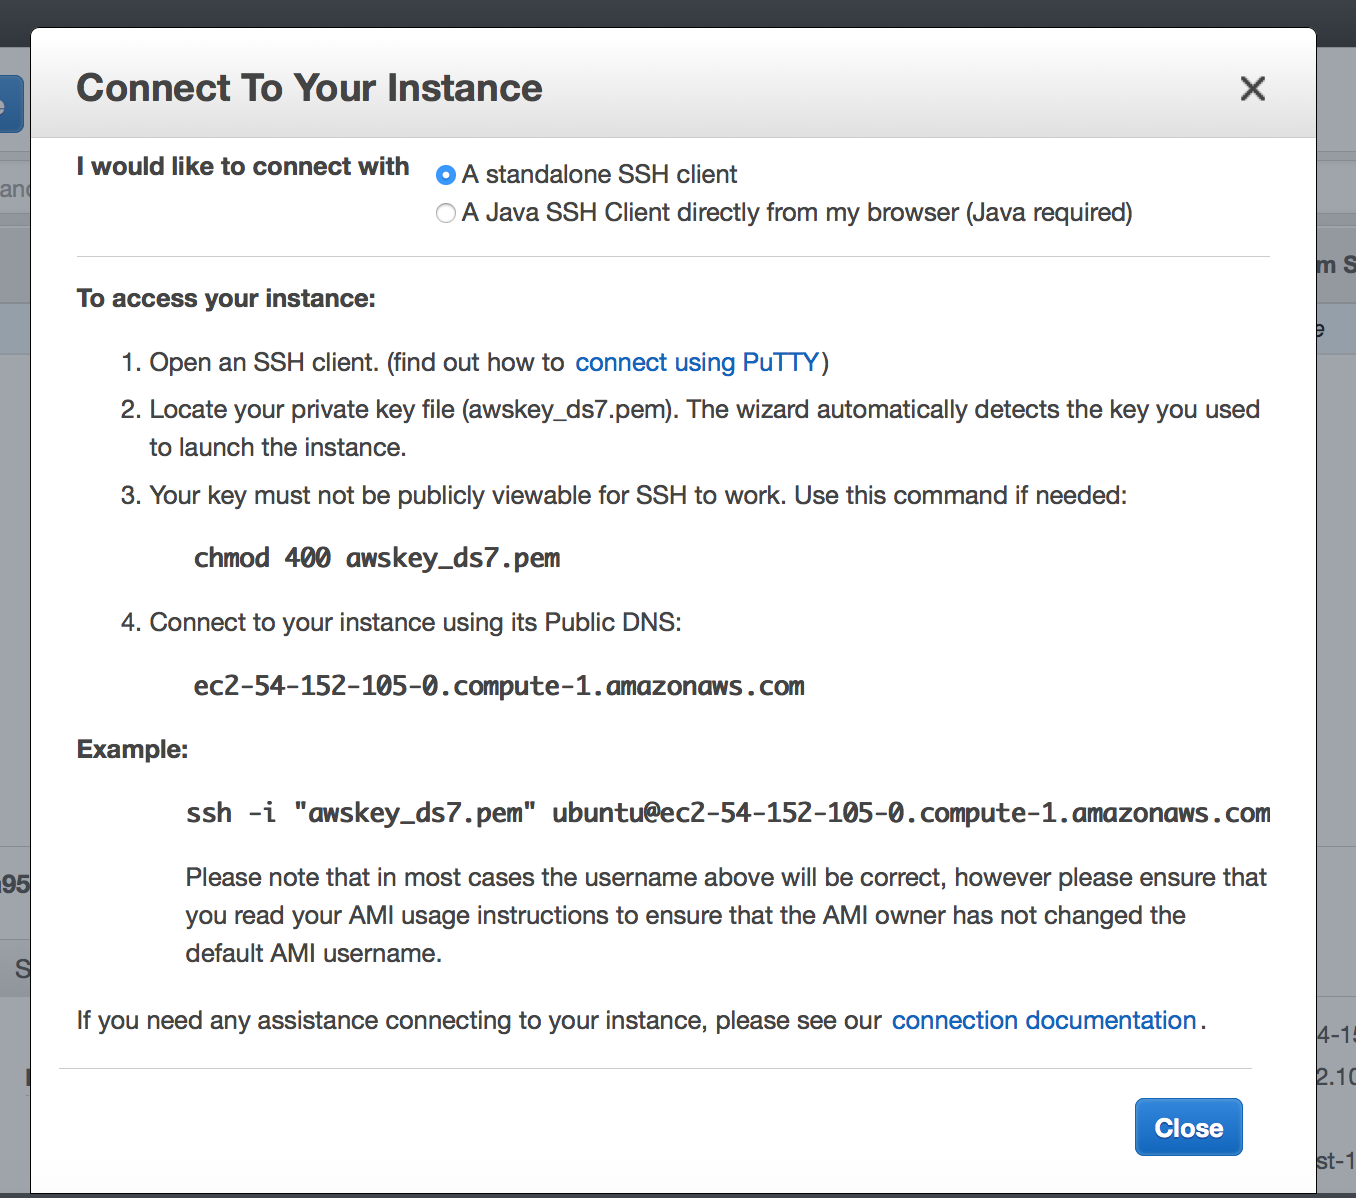 Connect To Your Instance
I would like to connect with
A standalone SSH client
A Java SSH Client directly from my browser (Java required)
To access your instance:
1. Open an SSH client. (find out how to connect using PuTTY)
2. Locate your private key file (awskey_ds7.pem). The wizard automatically detects the key you used
to launch the instance.
3. Your key must not be publicly viewable for SSH to work. Use this command if needed:
chmod 400 awskey_ds7.pem
4. Connect to your instance using its Public DNS:
ec2-54-152-105-0.compute-1.amazonaws.com
Example:
ssh -i "awskey_ds7.pem" ubuntu@ec2-54-152-105-0.compute-1.amazonaws.com
Please note that in most cases the username above will be correct, however please ensure that
you read your AMI usage instructions to ensure that the AMI owner has not changed the
default AMI username.
If you need any assistance connecting to your instance, please see our connection documentation.
Close